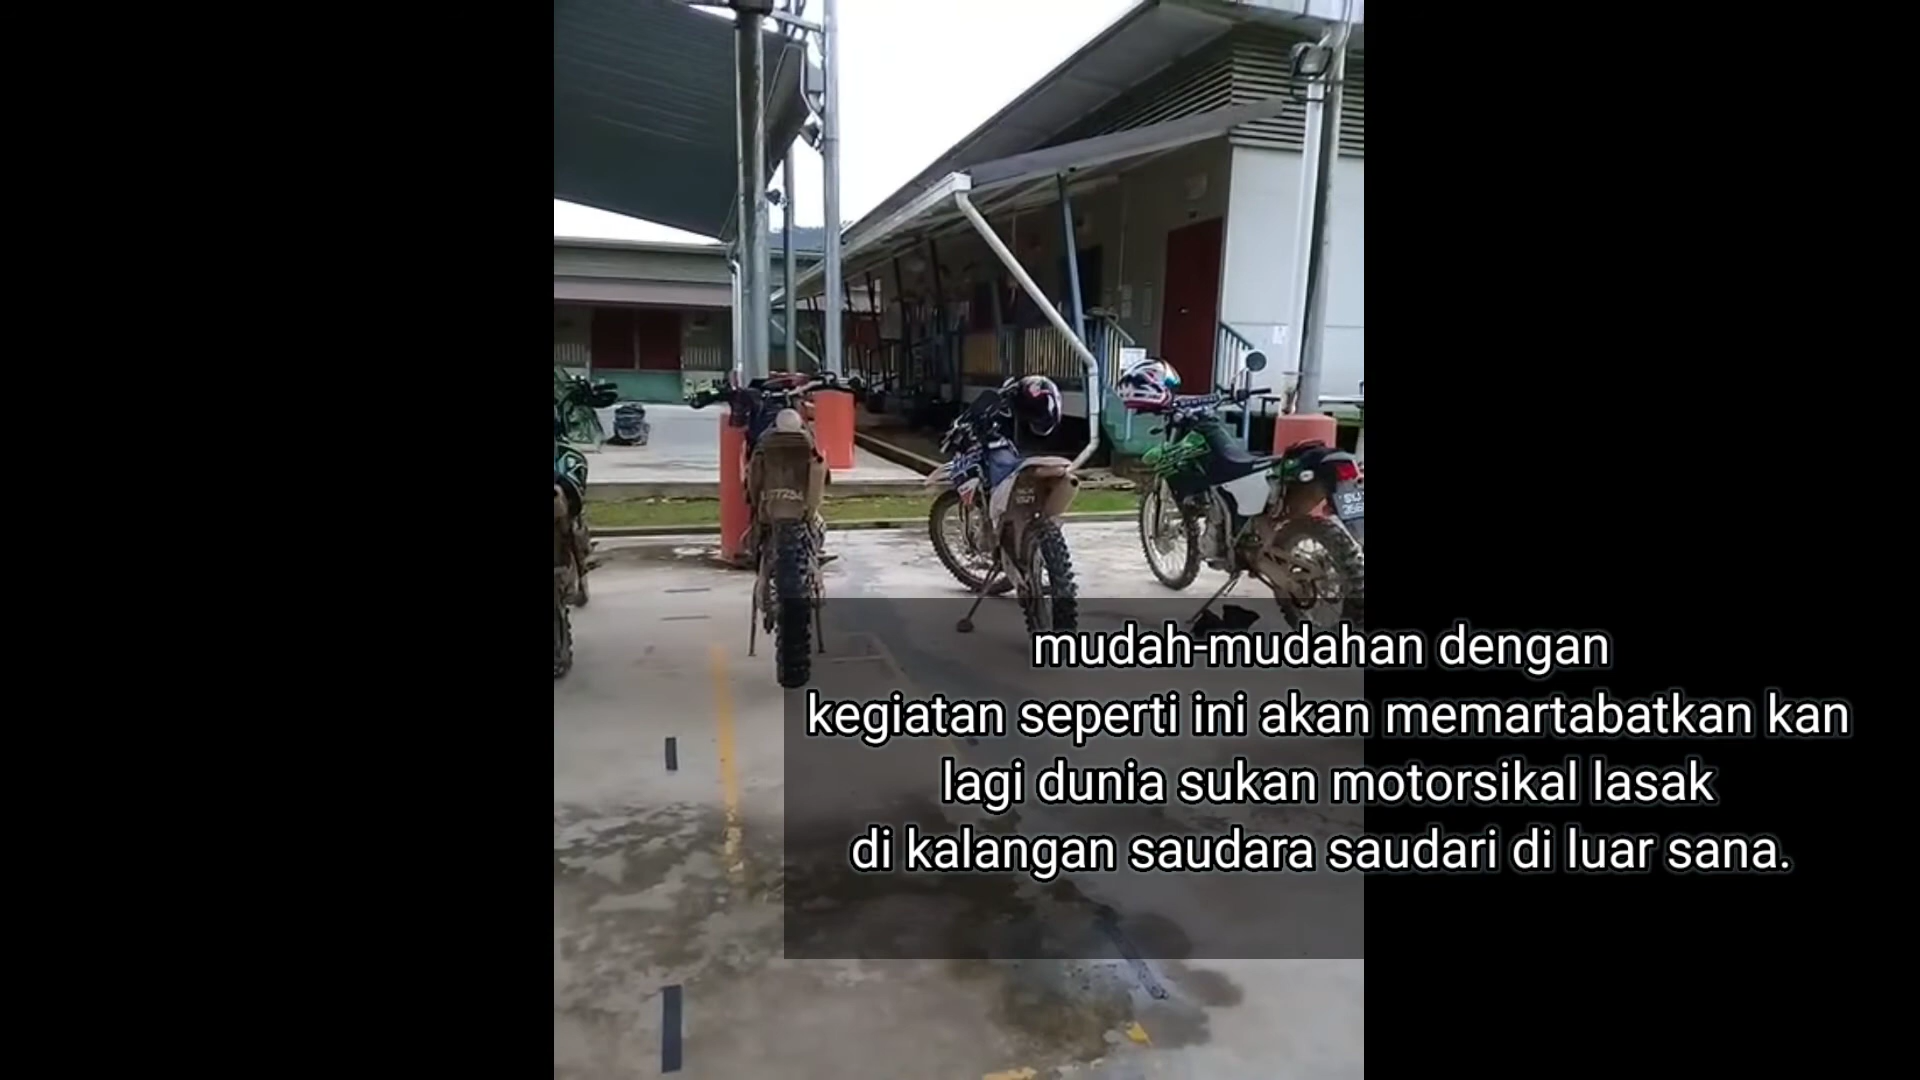 mudah-mudahan dengan
kegiatan seperti ini akan memartabatkan kan
lagi dunia sukan motorsikal lasak
di kalangan saudara saudari di luar sana.